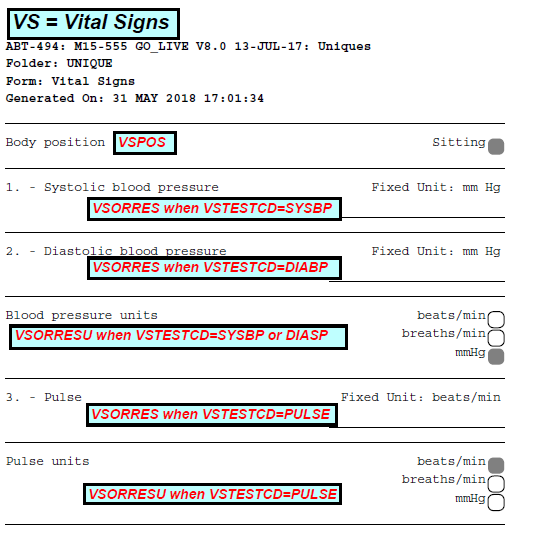 VS = Vital Signs
ABT-494: M15-555 GO_LIVE V8.0 13-JUL-17: Uniques
Folder: UNIQUE
Form: Vital Signs
Generated On: 31 MAY 2018 17:01:34
Body position VSPOS Sitting
1. - Systolic blood pressure Fixed Unit: mm Hg
VSORRES when VSTESTCD=SYSBP
2. - Diastolic blood pressure Fixed Unit: mm Hg
VSORRES when VSTESTCD=DIABP
Blood pressure units beats/min
VSORRESU when VSTESTCD=SYSBP or DIASP breaths/min
mmHg
3. - Pulse Fixed Unit: beats/min
VSORRES when VSTESTCD=PULSE
Pulse units beats/min
breaths/min
VSORRESU when VSTESTCD=PULSE mmHg